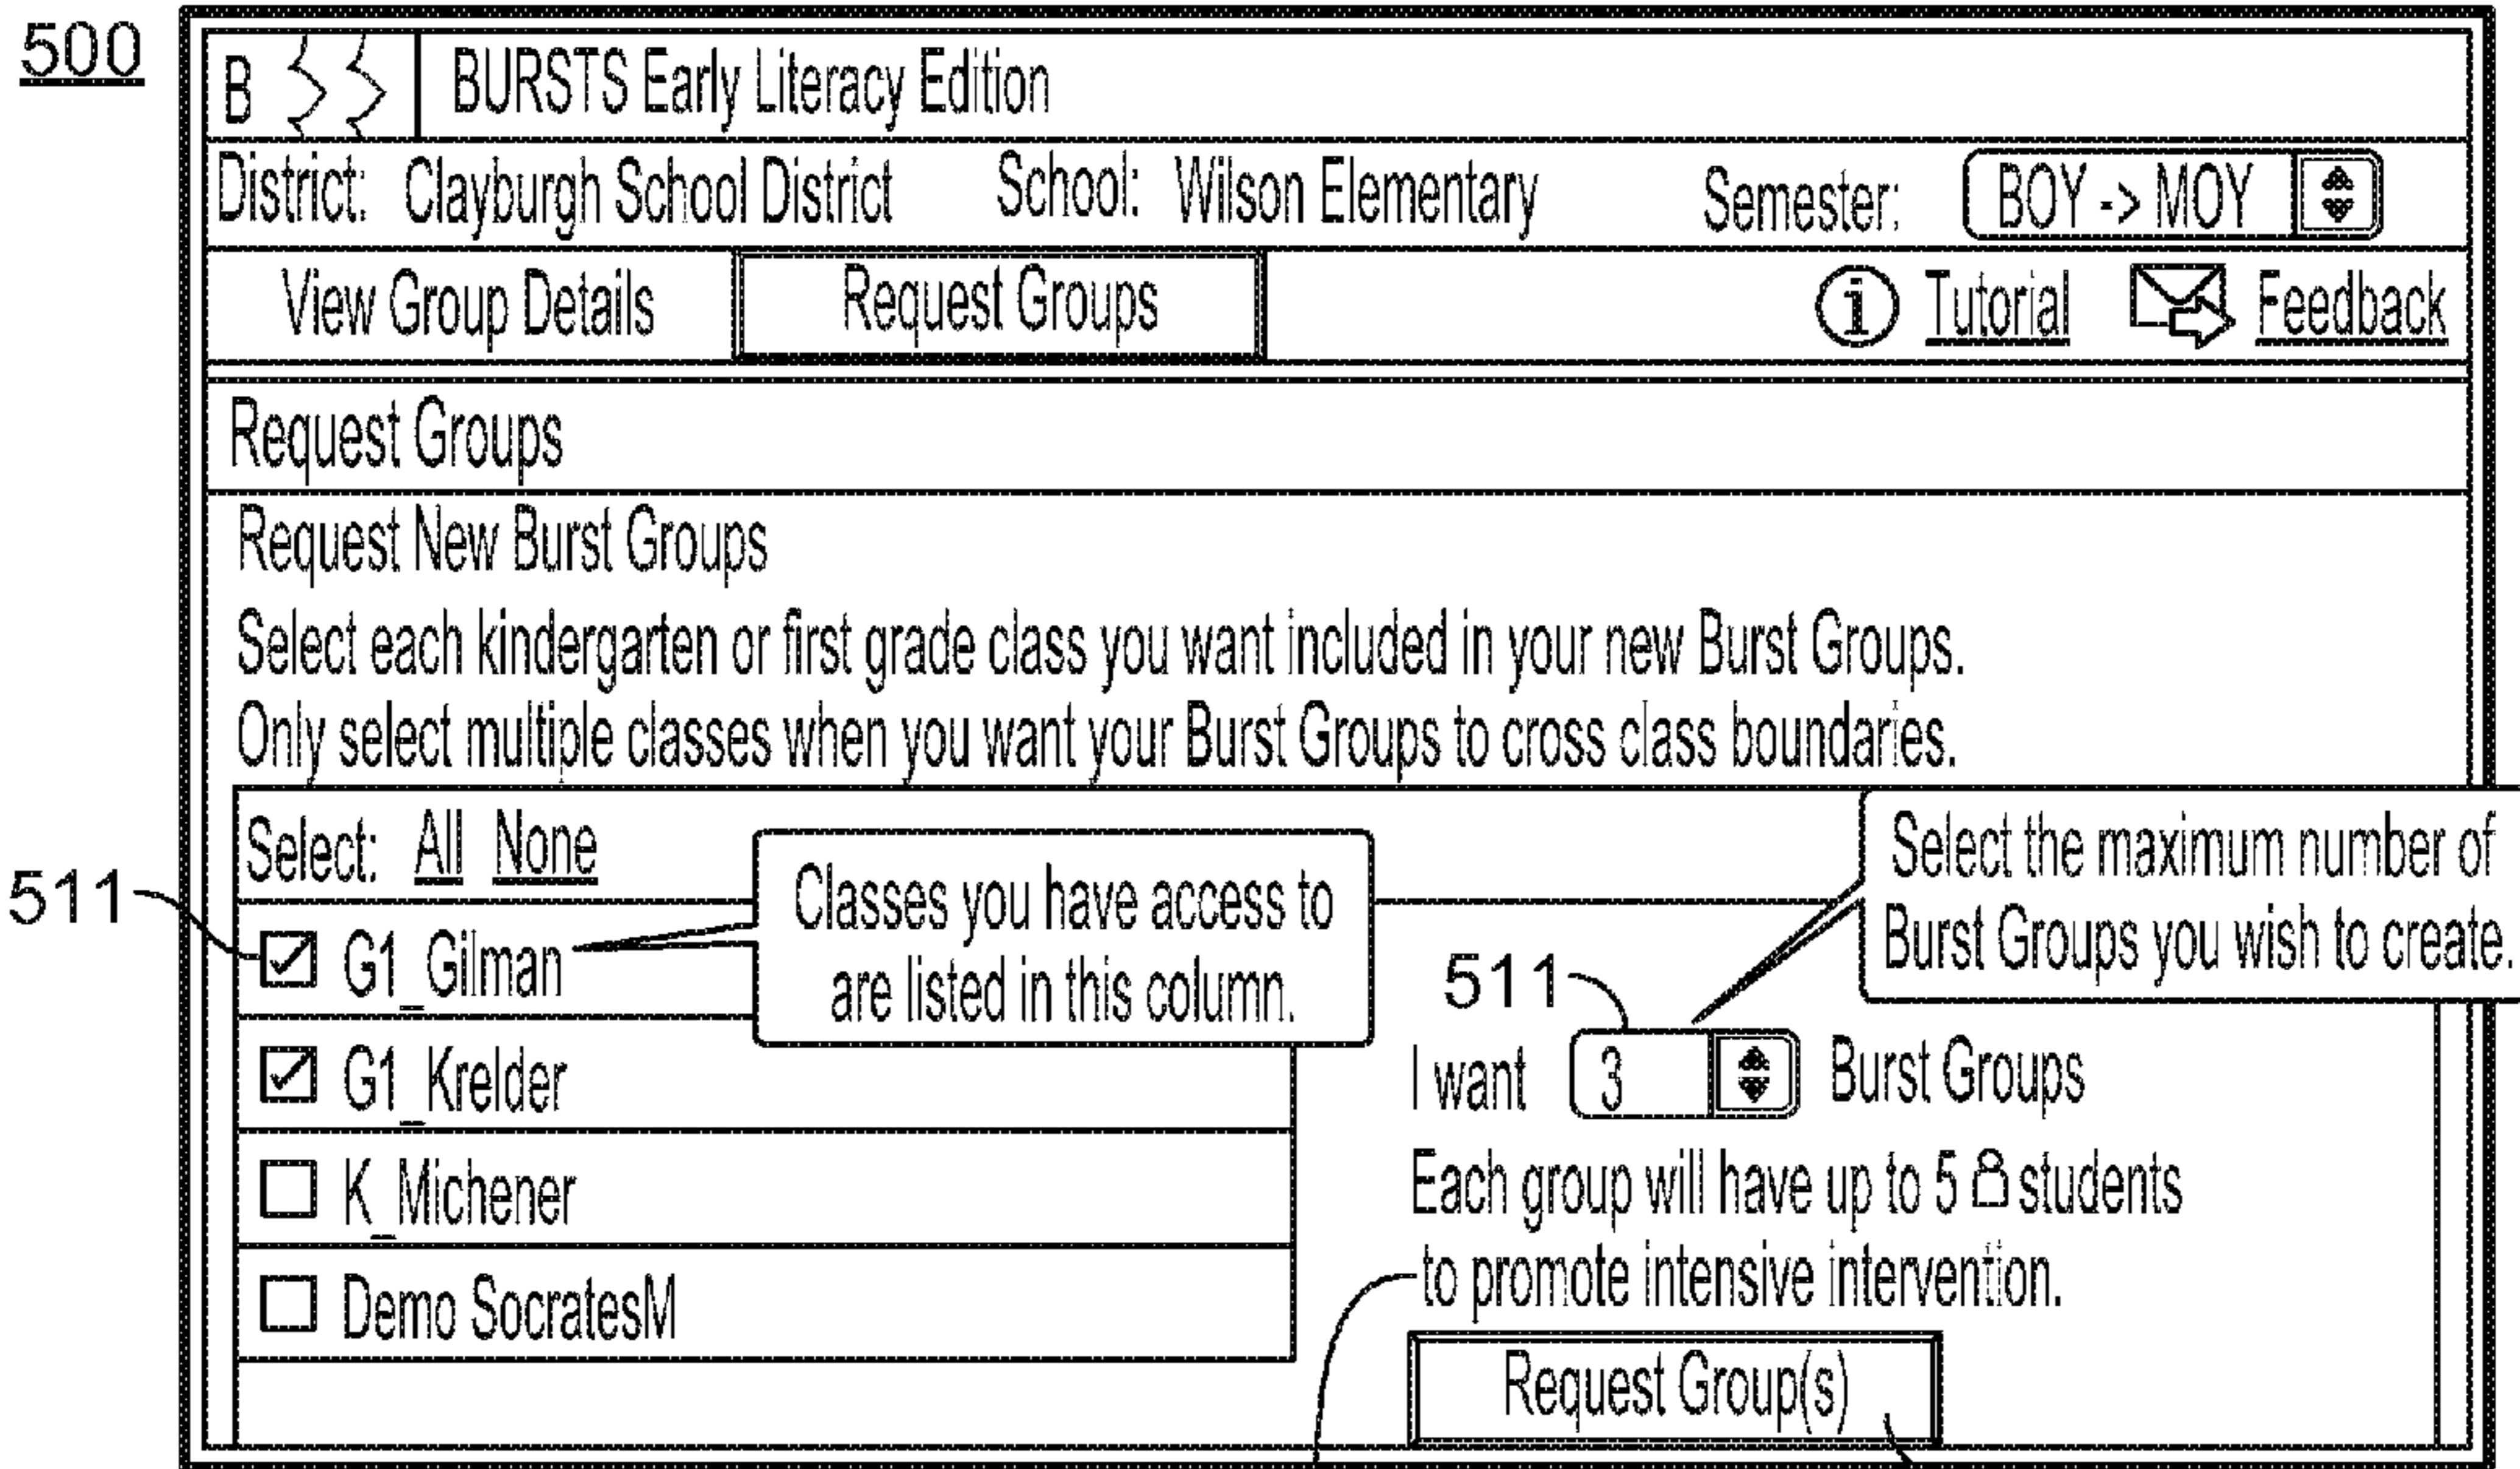 500
B BURSTS Early Literacy Edition
District: Clayburgh School District School: Wilson Elementary Semester: BOY -> MOY
View Group Details Request Groups Tutorial Feedback
Request Groups
Request New Burst Groups
Select each kindergarten or first grade class you want included in your new Burst Groups.
Only select multiple classes when you want your Burst Groups to cross class boundaries.
Select: All None
Classes you have access to
are listed in this column.
Select the maximum number of
Burst Groups you wish to create.
511
G1_Gilman
511
G1_Krelder
I want 3 Burst Groups
K_Michener
Each group will have up to 5 students
to promote intensive intervention.
Demo SocratesM
Request Group(s)